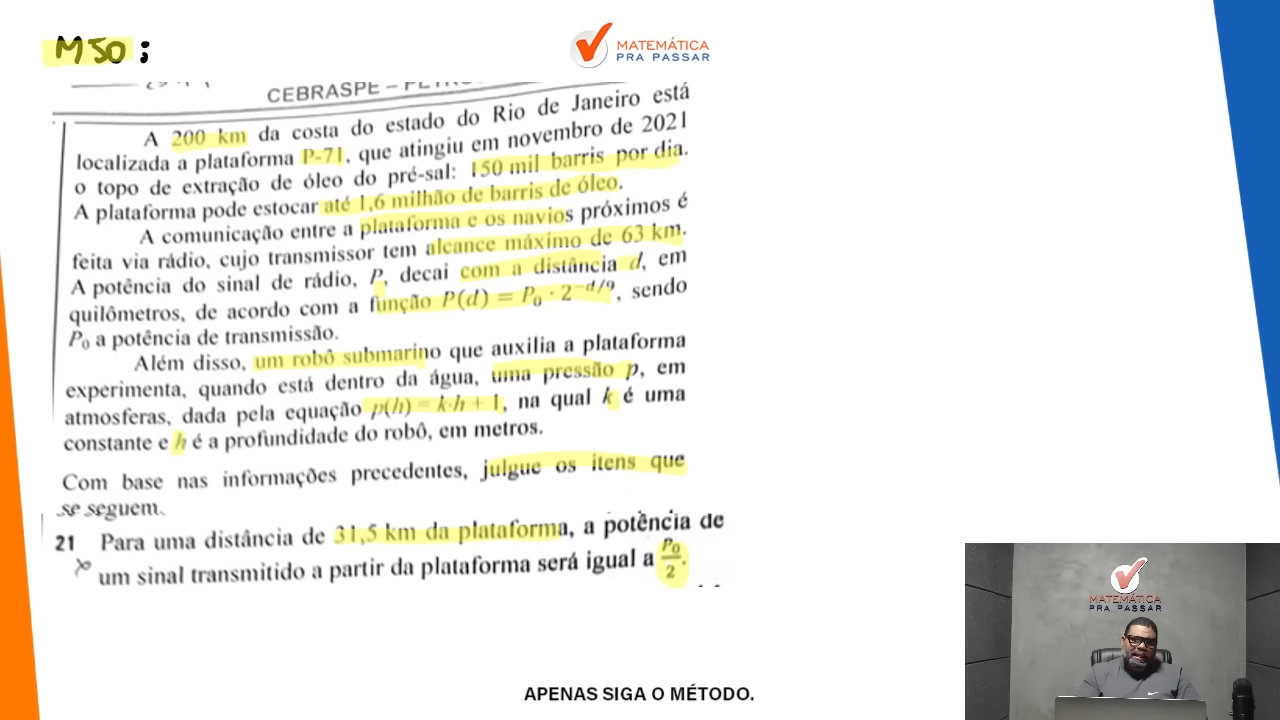 MJO:
MATEMÁTICA
PRA PASSAR
CEBRASPE –
A 200 km da costa do estado do Rio de Janeiro está
localizada a plataforma P-71, que atingiu em novembro de 2021
o topo de extração de óleo do pré-sal: 150 mil barris por dia.
A plataforma pode estocar até 1,6 milhão de barris de óleo.
A comunicação entre a plataforma e os navios próximos é
feita via rádio, cujo transmissor tem alcance máximo de 63 km.
A potência do sinal de rádio, P, decai com a distância d, em
quilômetros, de acordo com a função P(d) = P₀ · 2^(-d/9), sendo
P₀ a potência de transmissão.
Além disso, um robô submarino que auxilia a plataforma
experimenta, quando está dentro da água, uma pressão p, em
atmosferas, dada pela equação p(h) = k·h + 1, na qual k é uma
constante e h é a profundidade do robô, em metros.
Com base nas informações precedentes, julgue os itens que
se seguem.
21 Para uma distância de 31,5 km da plataforma, a potência de
um sinal transmitido a partir da plataforma será igual a P₀/2.
MATEMÁTICA
PRA PASSAR
APENAS SIGA O MÉTODO.